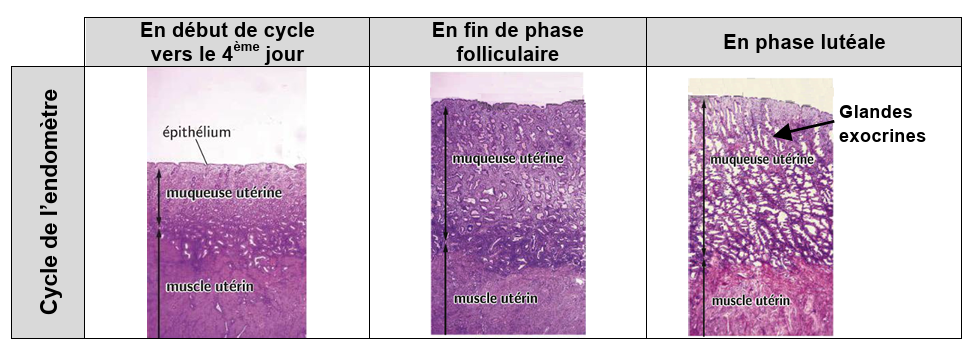 En début de cycle
vers le 4ème jour
En fin de phase
folliculaire
En phase lutéale
Cycle de l'endomètre
épithélium
muqueuse utérine
muscle utérin
muqueuse utérine
muscle utérin
Glandes
exocrines
muqueuse utérine
muscle utérin